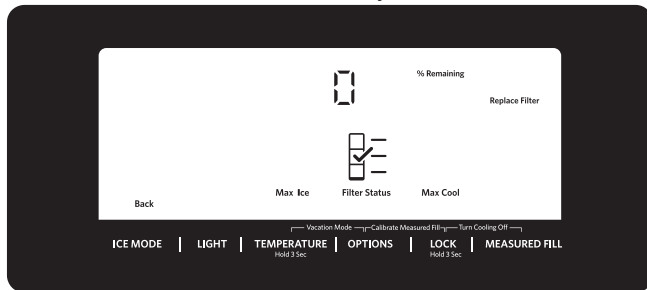 0
% Remaining
Replace Filter
Max Ice Filter Status Max Cool
Back
Vacation Mode Calibrate Measured Fill Turn Cooling Off
ICE MODE LIGHT TEMPERATURE OPTIONS LOCK MEASURED FILL
Hold 3 Sec Hold 3 Sec